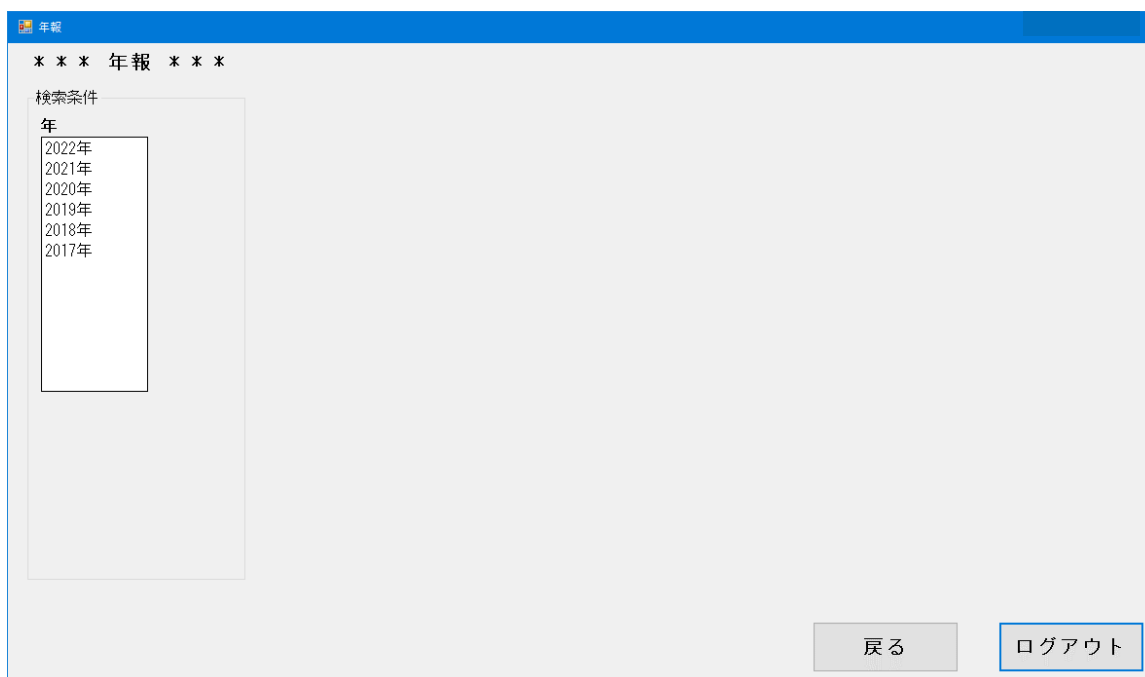 年報
＊＊＊ 年報 ＊＊＊
検索条件
年
2022年
2021年
2020年
2019年
2018年
2017年
戻る
ログアウト